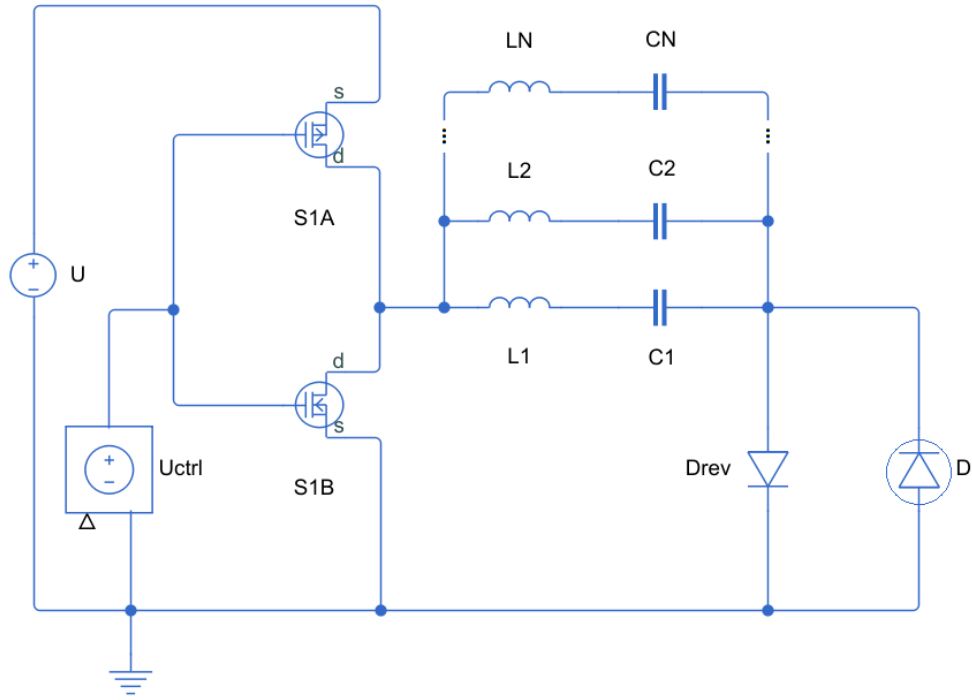 LN
CN
s
d
S1A
L2
C2
+
−
U
L1
C1
d
s
S1B
+
−
Uctrl
Drev
D